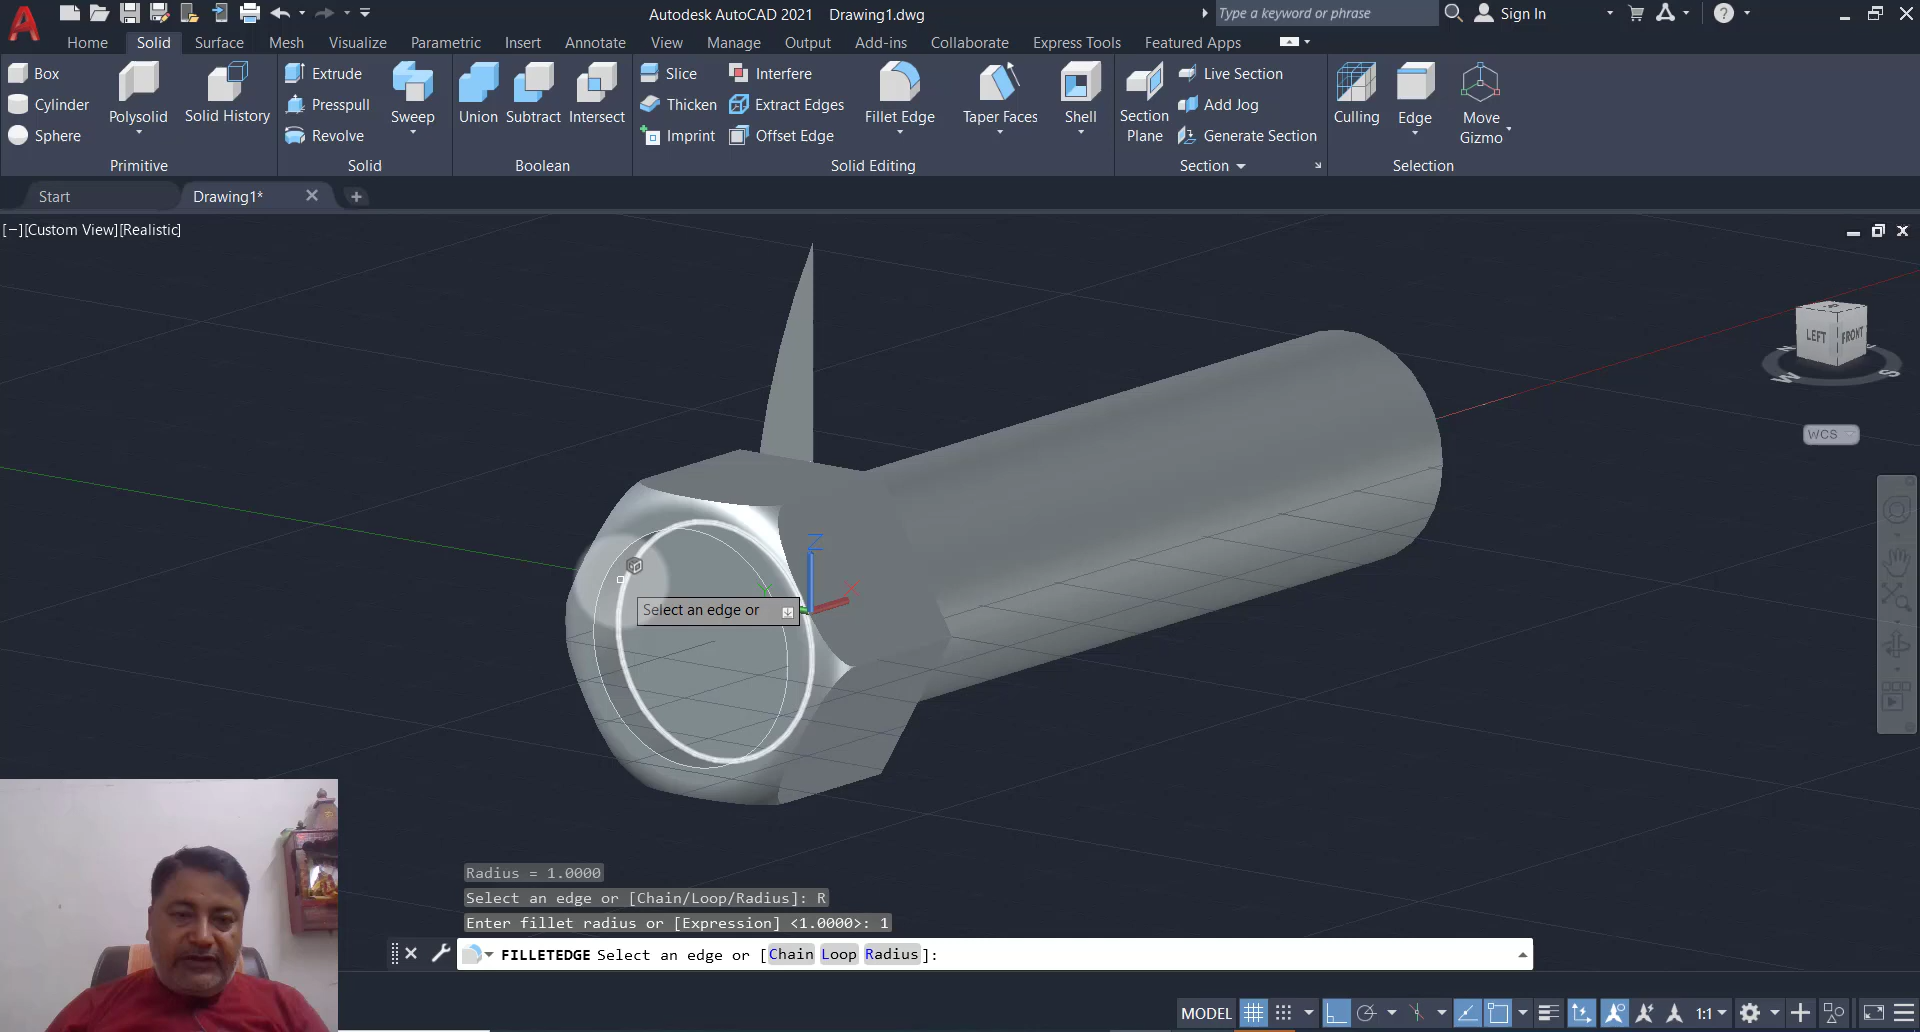 Autodesk AutoCAD 2021 Drawing1.dwg
Type a keyword or phrase
Sign In
Home Solid Surface Mesh Visualize Parametric Insert Annotate View Manage Output Add-ins Collaborate Express Tools Featured Apps
Box
Cylinder
Sphere
Polysolid
Solid History
Primitive
Extrude
Presspull
Revolve
Sweep
Solid
Union
Subtract
Intersect
Boolean
Slice
Thicken
Imprint
Interfere
Extract Edges
Offset Edge
Fillet Edge
Taper Faces
Shell
Solid Editing
Section Plane
Live Section
Add Jog
Generate Section
Section
Culling
Edge
Move Gizmo
Selection
Start
Drawing1*
[−][Custom View][Realistic]
LEFT
FRONT
W
S
WCS
Z
X
Y
Select an edge or
Radius = 1.0000
Select an edge or [Chain/Loop/Radius]: R
Enter fillet radius or [Expression] <1.0000>: 1
FILLETEDGE Select an edge or [Chain Loop Radius]:
MODEL
1:1